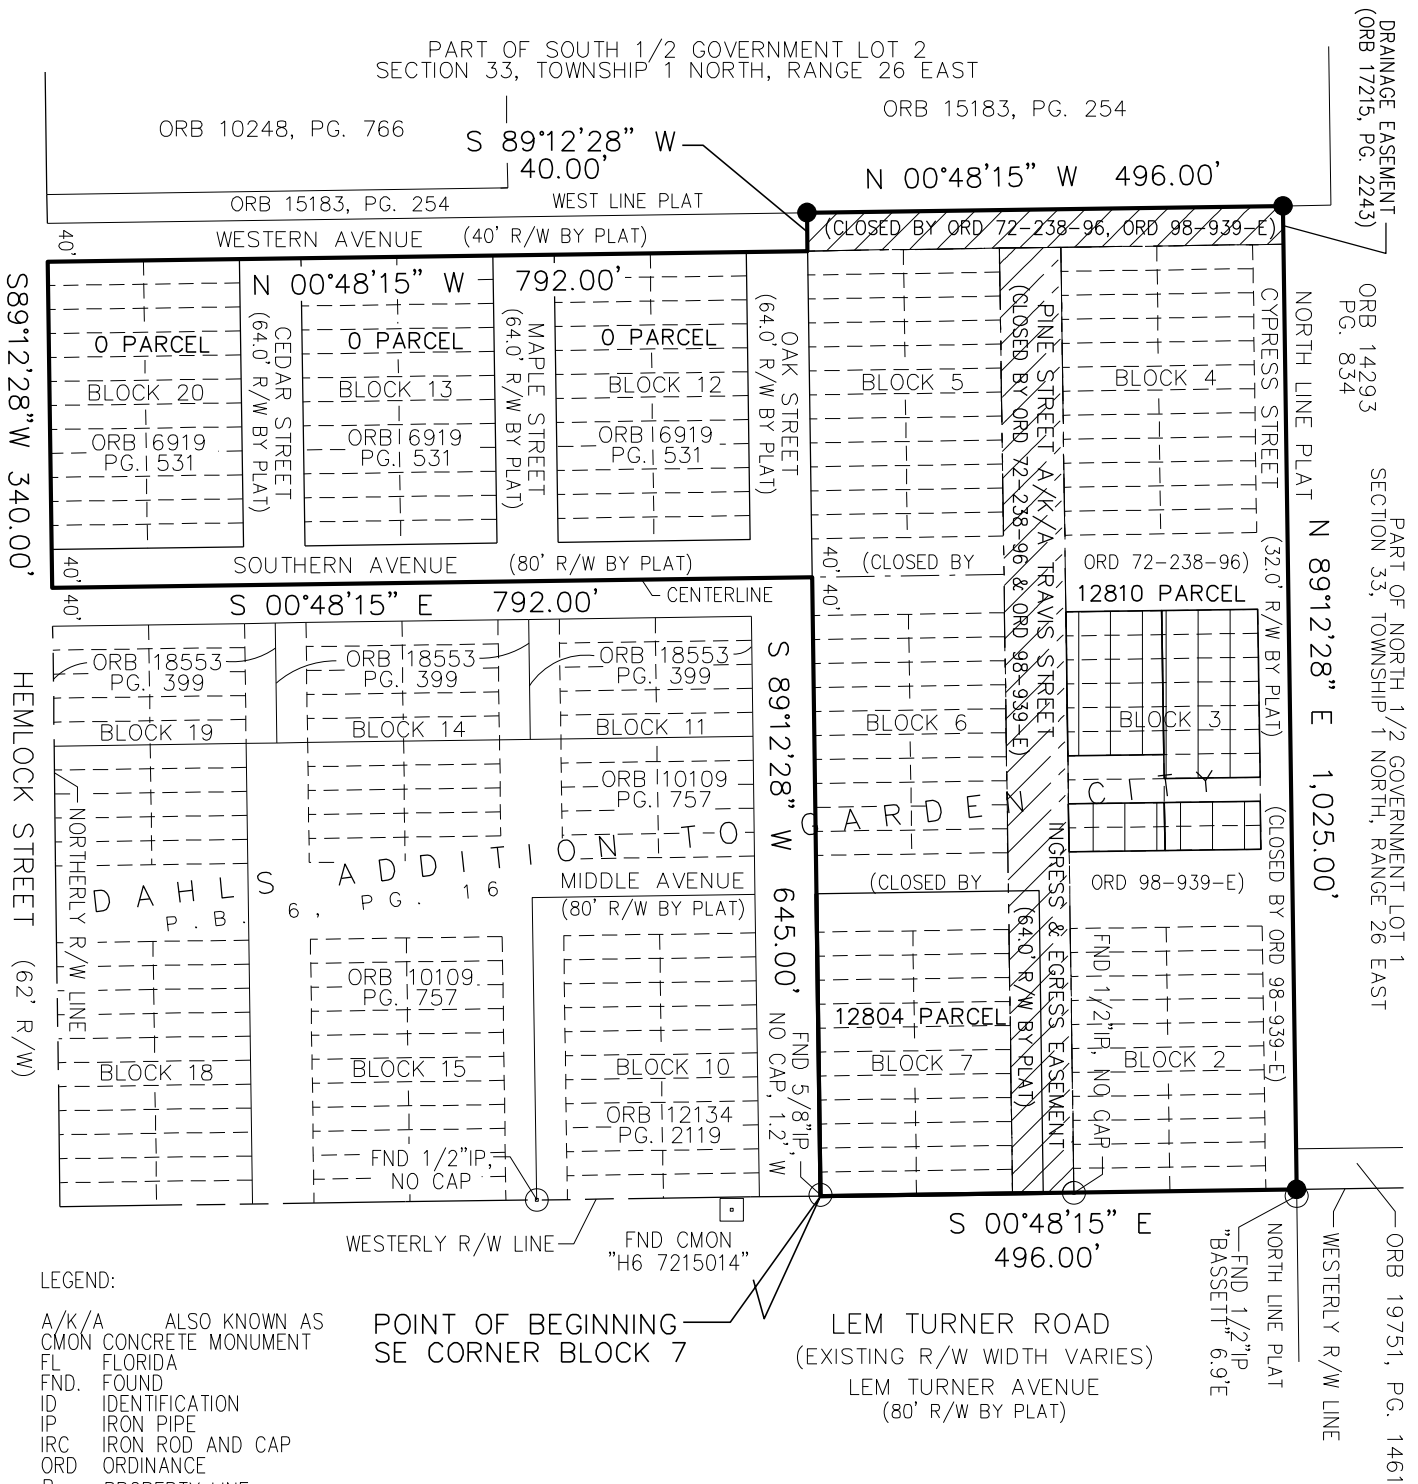 PART OF SOUTH 1/2 GOVERNMENT LOT 2
SECTION 33, TOWNSHIP 1 NORTH, RANGE 26 EAST
DRAINAGE EASEMENT
(ORB 17215, PG. 2243)
ORB 10248, PG. 766
ORB 15183, PG. 254
S 89°12'28" W
40.00'
N 00°48'15" W 496.00'
ORB 15183, PG. 254
WEST LINE PLAT
40'
WESTERN AVENUE (40' R/W BY PLAT)
(CLOSED BY ORD 72-238-96, ORD 98-939-E)
S89°12'28"W 340.00'
N 00°48'15" W 792.00'
0 PARCEL
BLOCK 20
ORB 6919
PG. 531
CEDAR STREET
(64.0' R/W BY PLAT)
0 PARCEL
BLOCK 13
ORB 6919
PG. 531
MAPLE STREET
(64.0' R/W BY PLAT)
0 PARCEL
BLOCK 12
ORB 6919
PG. 531
OAK STREET
(64.0' R/W BY PLAT)
BLOCK 5
PINE STREET A/K/A TRAVIS STREET
(CLOSED BY ORD 72-238-96 & ORD 98-939-E)
BLOCK 4
CYPRESS STREET
(32.0' R/W BY PLAT)
(CLOSED BY ORD 98-939-E)
NORTH LINE PLAT
ORB 14293
PG. 834
N 89°12'28" E 1,025.00'
PART OF NORTH 1/2 GOVERNMENT LOT 1
SECTION 33, TOWNSHIP 1 NORTH, RANGE 26 EAST
40'
SOUTHERN AVENUE (80' R/W BY PLAT)
40'
40'
40'
(CLOSED BY
ORD 72-238-96)
S 00°48'15" E 792.00'
CENTERLINE
12810 PARCEL
BLOCK 3
ORB 18553
PG. 399
BLOCK 19
ORB 18553
PG. 399
BLOCK 14
ORB 18553
PG. 399
BLOCK 11
ORB 10109
PG. 757
S 89°12'28" W 645.00'
BLOCK 6
HEMLOCK STREET (62' R/W)
NORTHERLY R/W LINE
DAHLS ADDITION TO GARDEN CITY
P.B. 6, PG. 16
MIDDLE AVENUE
(80' R/W BY PLAT)
(CLOSED BY
ORD 98-939-E)
INGRESS & EGRESS EASEMENT
(64.0' R/W BY PLAT)
FND 1/2"IP, NO CAP
ORB 10109
PG. 757
12804 PARCEL
BLOCK 7
BLOCK 2
BLOCK 18
BLOCK 15
BLOCK 10
ORB 12134
PG. 2119
FND 5/8"IP
NO CAP, 1.2', W
FND 1/2"IP,
NO CAP
WESTERLY R/W LINE
FND CMON
"H6 7215014"
S 00°48'15" E
496.00'
FND 1/2"IP
"BASSETT" 6.9'E
NORTH LINE PLAT
WESTERLY R/W LINE
ORB 19751, PG. 1461
POINT OF BEGINNING
SE CORNER BLOCK 7
LEM TURNER ROAD
(EXISTING R/W WIDTH VARIES)
LEM TURNER AVENUE
(80' R/W BY PLAT)
LEGEND:
A/K/A ALSO KNOWN AS
CMON CONCRETE MONUMENT
FL FLORIDA
FND. FOUND
ID IDENTIFICATION
IP IRON PIPE
IRC IRON ROD AND CAP
ORD ORDINANCE
P PROPERTY LINE